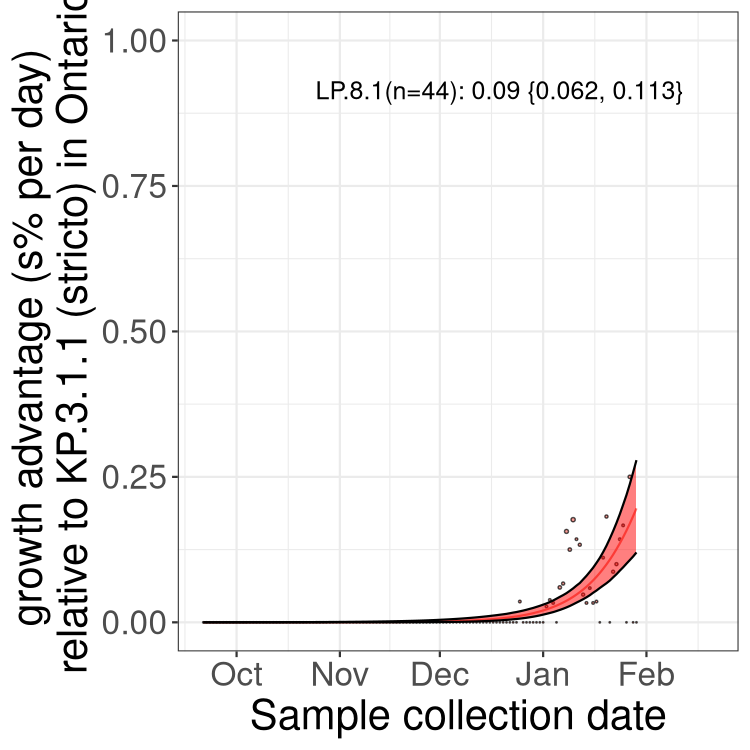 growth advantage (s% per day)
relative to KP.3.1.1 (stricto) in Ontario
1.00
0.75
0.50
0.25
0.00
LP.8.1(n=44): 0.09 {0.062, 0.113}
Oct Nov Dec Jan Feb
Sample collection date